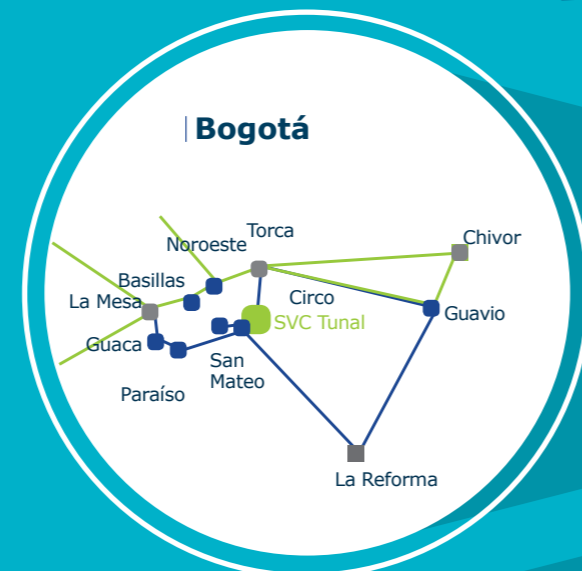 Bogotá
Torca
Noroeste
Chivor
Basillas
La Mesa
Circo
SVC Tunal
Guavio
Guaca
San
Mateo
Paraíso
La Reforma